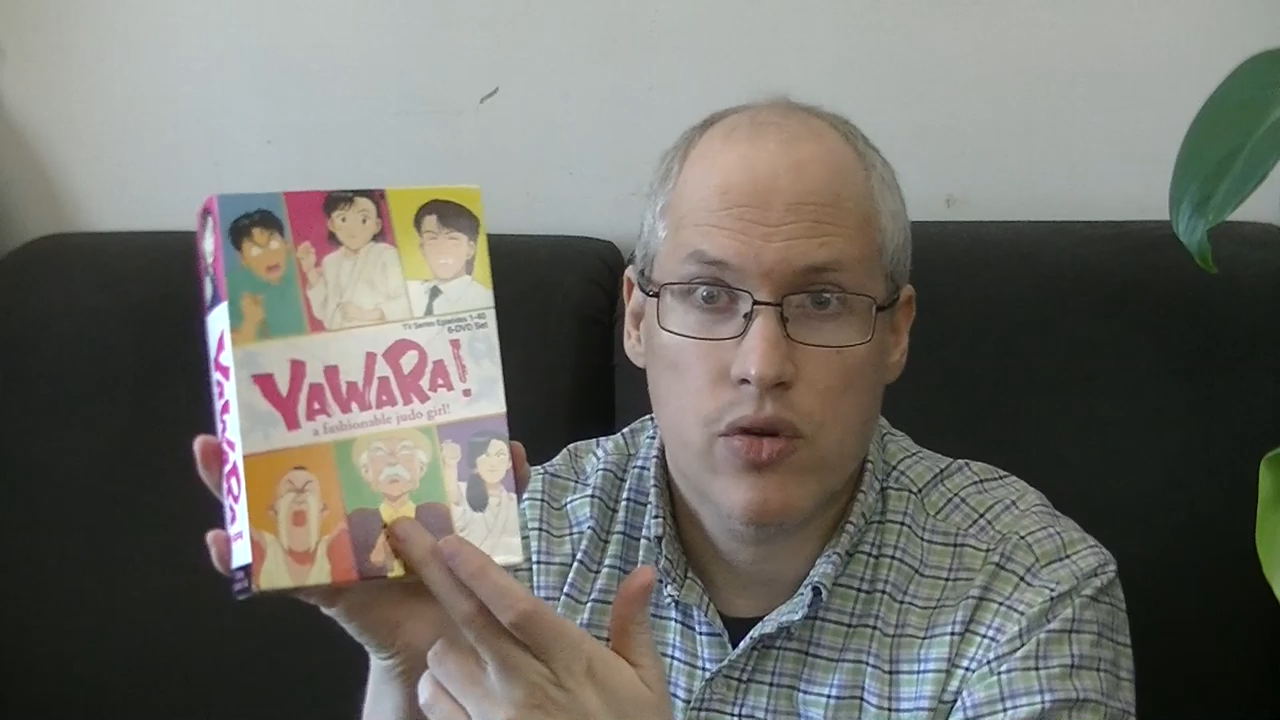 TV Series Episodes 1-40
6-DVD Set
YAWARA!
a fashionable judo girl!
YAWARA!